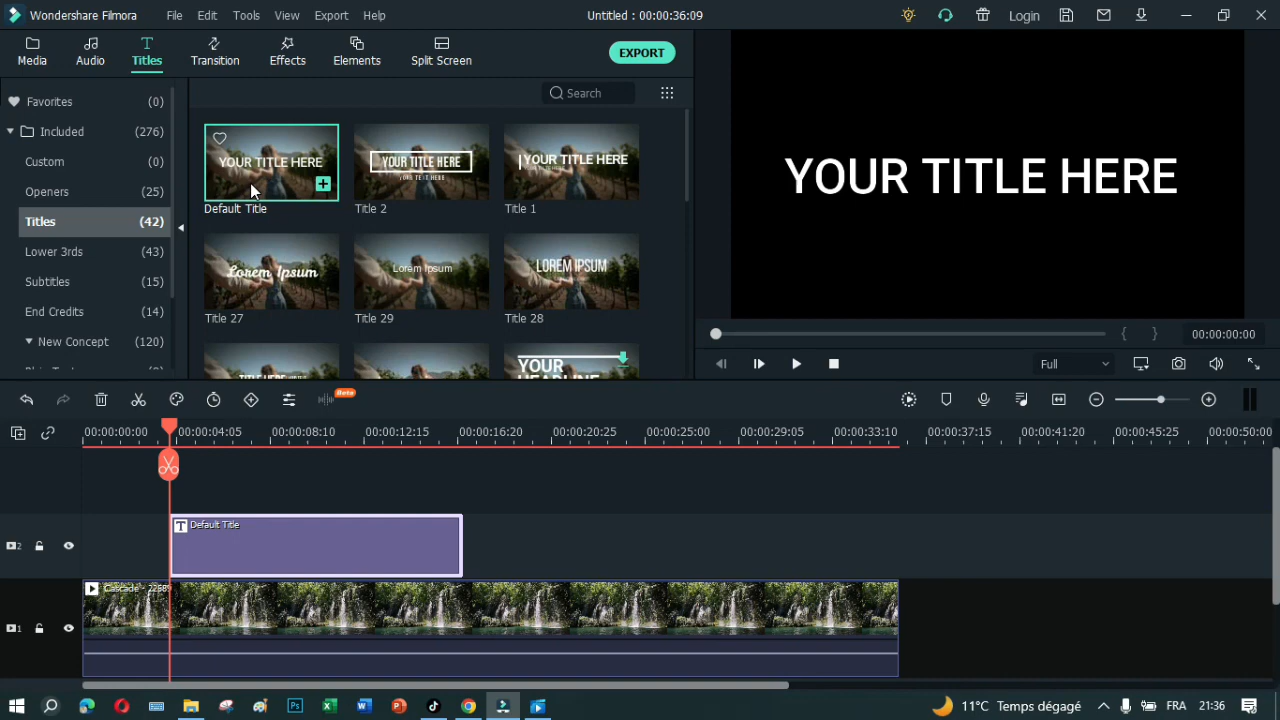 Wondershare Filmora
File
Edit
Tools
View
Export
Help
Untitled : 00:00:36:09
Login
Media
Audio
Titles
Transition
Effects
Elements
Split Screen
EXPORT
Favorites (0)
Included (276)
Custom (0)
Openers (25)
Titles (42)
Lower 3rds (43)
Subtitles (15)
End Credits (14)
New Concept (120)
Search
YOUR TITLE HERE
Default Title
YOUR TITLE HERE
YOUR TEXT HERE
Title 2
YOUR TITLE HERE
Title 1
Lorem Ipsum
Title 27
Lorem Ipsum
Title 29
LOREM IPSUM
Title 28
YOUR
YOUR TITLE HERE
00:00:00:00
Full
Beta
00:00:00:00
00:00:04:05
00:00:08:10
00:00:12:15
00:00:16:20
00:00:20:25
00:00:25:00
00:00:29:05
00:00:33:10
00:00:37:15
00:00:41:20
00:00:45:25
00:00:50:00
T Default Title
2
Cascade - 22589
1
11°C Temps dégagé
FRA
21:36